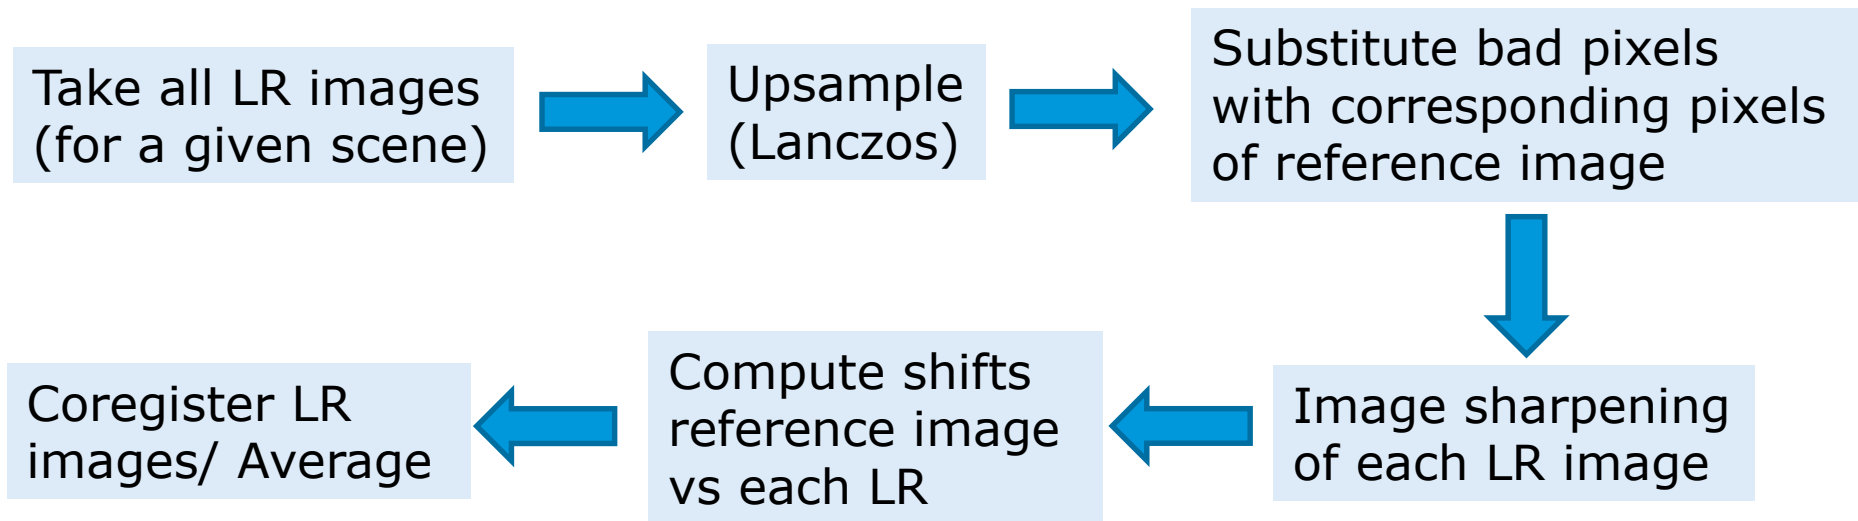 Take all LR images
(for a given scene)
Upsample
(Lanczos)
Substitute bad pixels
with corresponding pixels
of reference image
Image sharpening
of each LR image
Compute shifts
reference image
vs each LR
Coregister LR
images/ Average